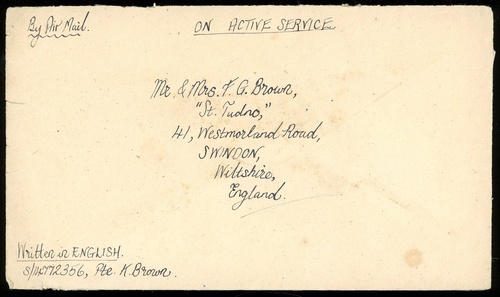 By Air Mail.
ON ACTIVE SERVICE
Mr. & Mrs. F. G. Brown,
"St. Tudno,"
41, Westmorland Road,
SWINDON,
Wiltshire,
England.
Written in ENGLISH.
Pte. K. Brown.